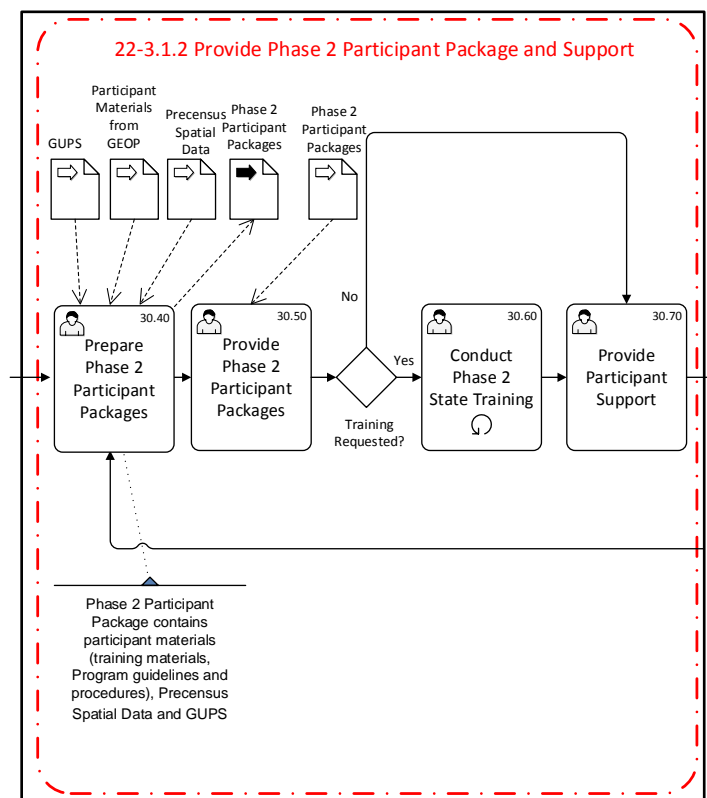 22-3.1.2 Provide Phase 2 Participant Package and Support
GUPS
Participant
Materials
from
GEOP
Precensus
Spatial
Data
Phase 2
Participant
Packages
Phase 2
Participant
Packages
No
30.40
Prepare
Phase 2
Participant
Packages
30.50
Provide
Phase 2
Participant
Packages
Training
Requested?
Yes
30.60
Conduct
Phase 2
State Training
30.70
Provide
Participant
Support
Phase 2 Participant
Package contains
participant materials
(training materials,
Program guidelines and
procedures), Precensus
Spatial Data and GUPS